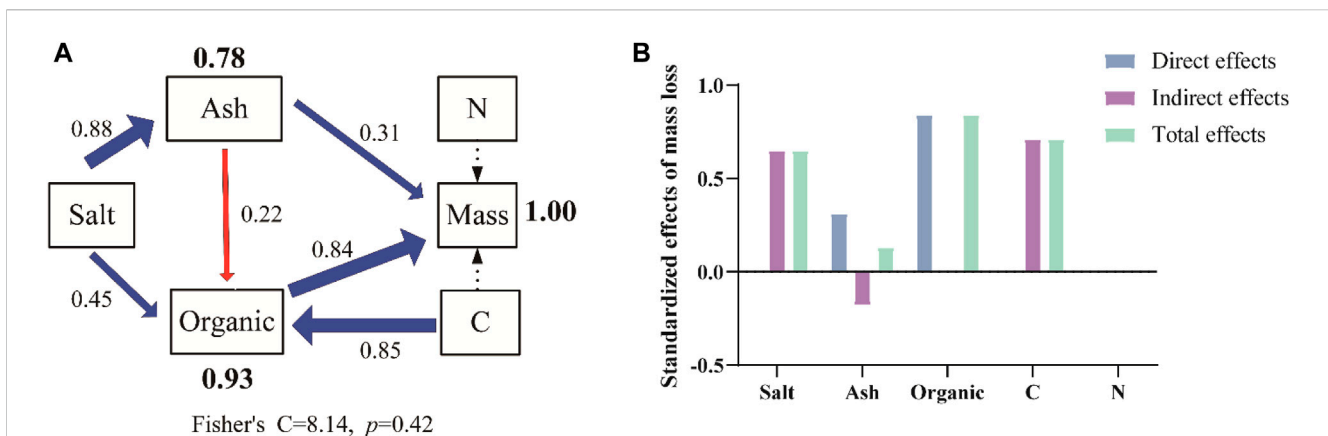 A
0.78
Ash
N
0.88
0.31
Salt
0.22
Mass
1.00
0.84
0.45
Organic
C
0.85
0.93
Fisher's C=8.14, p=0.42
B
Direct effects
Indirect effects
Total effects
Standardized effects of mass loss
1.0
0.5
0.0
-0.5
Salt Ash Organic C N